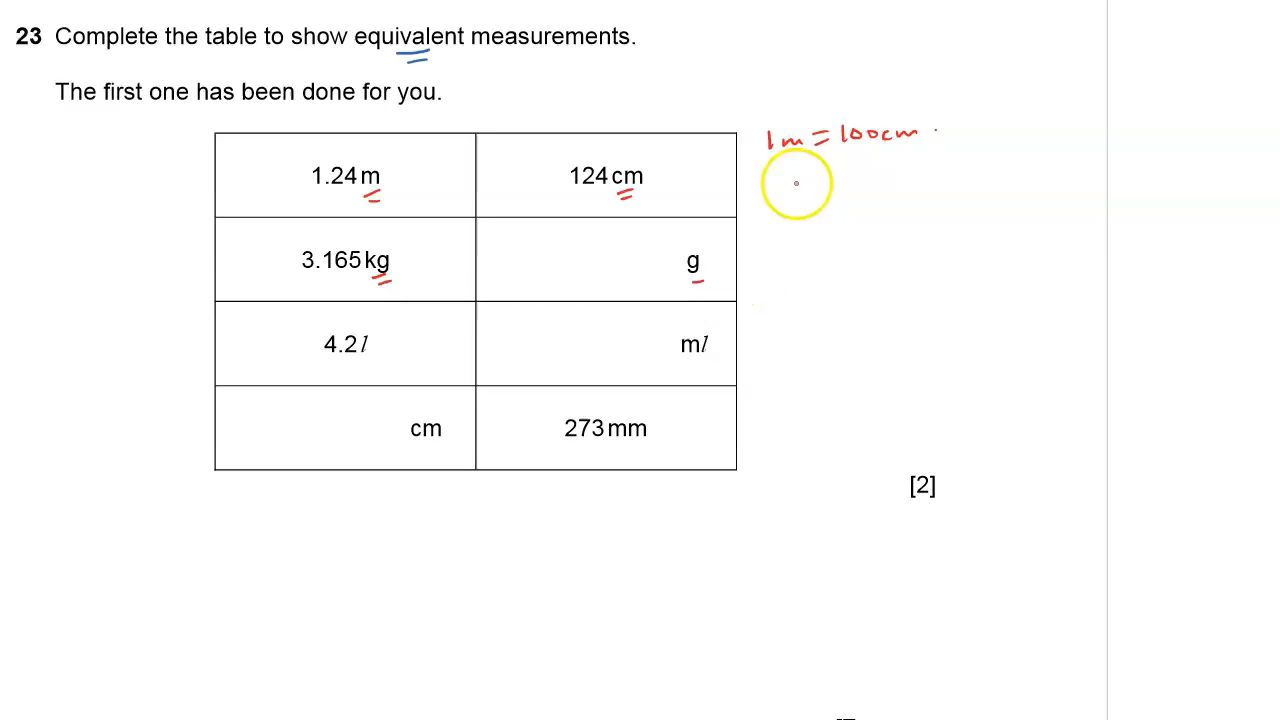 23 Complete the table to show equivalent measurements.
The first one has been done for you.
1m = 100cm
1.24 m 124 cm
3.165 kg g
4.2 l ml
cm 273 mm
[2]